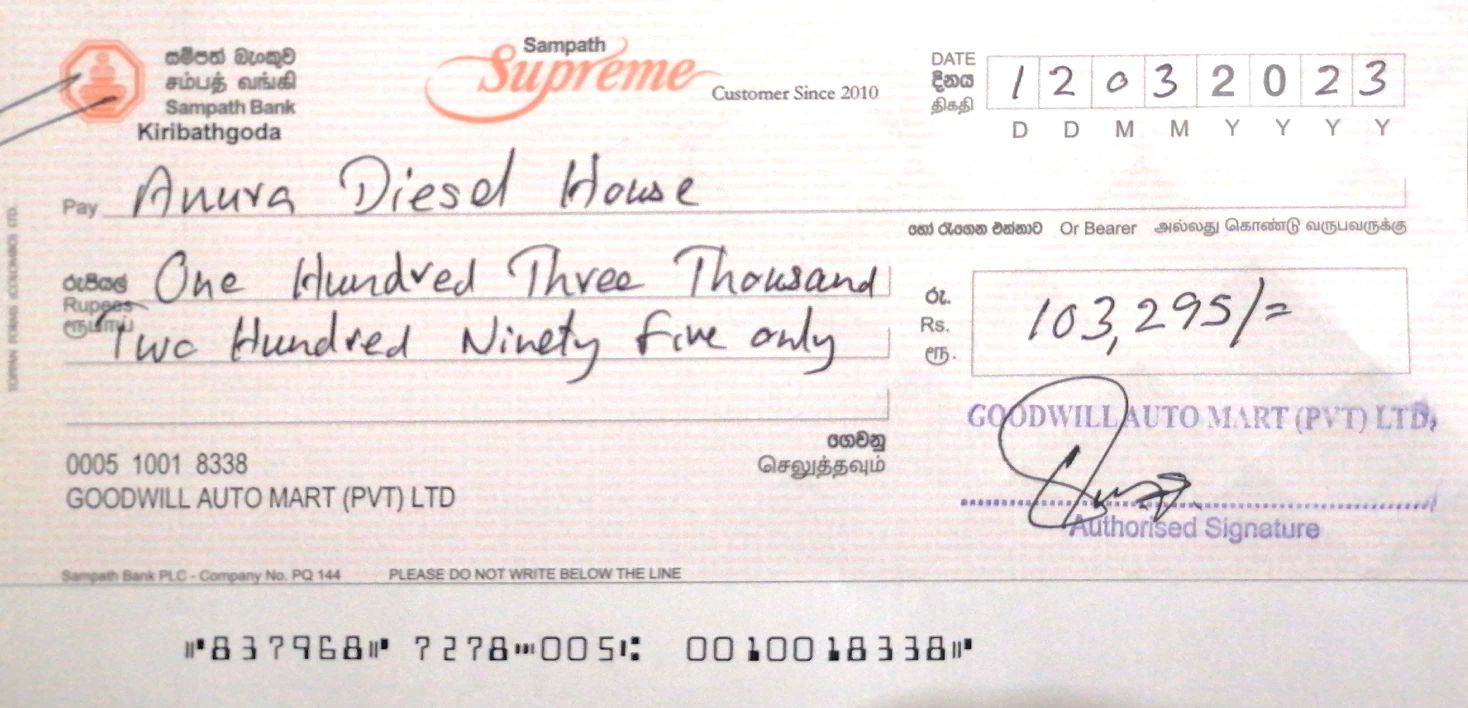 සම්පත් බැංකුව
சம்பத் வங்கி
Sampath Bank
Kiribathgoda
Sampath
Supreme
Customer Since 2010
DATE
දිනය
திகதி
1 2 0 3 2 0 2 3
D D M M Y Y Y Y
Pay Anura Diesel House
හෝ රැගෙන එන්නාට Or Bearer அல்லது கொண்டு வருபவருக்கு
රුපියල් One Hundred Three Thousand
Rupees
ரூபாய் Two Hundred Ninety Five only
රු.
Rs. 103,295/=
ரூ.
ගෙවනු
செலுத்தவும்
GOODWILL AUTO MART (PVT) LTD,
0005 1001 8338
GOODWILL AUTO MART (PVT) LTD
Authorised Signature
Sampath Bank PLC - Company No. PQ 144 PLEASE DO NOT WRITE BELOW THE LINE
⑈837968⑈ 7278⑉005⑆ 0010018338⑈